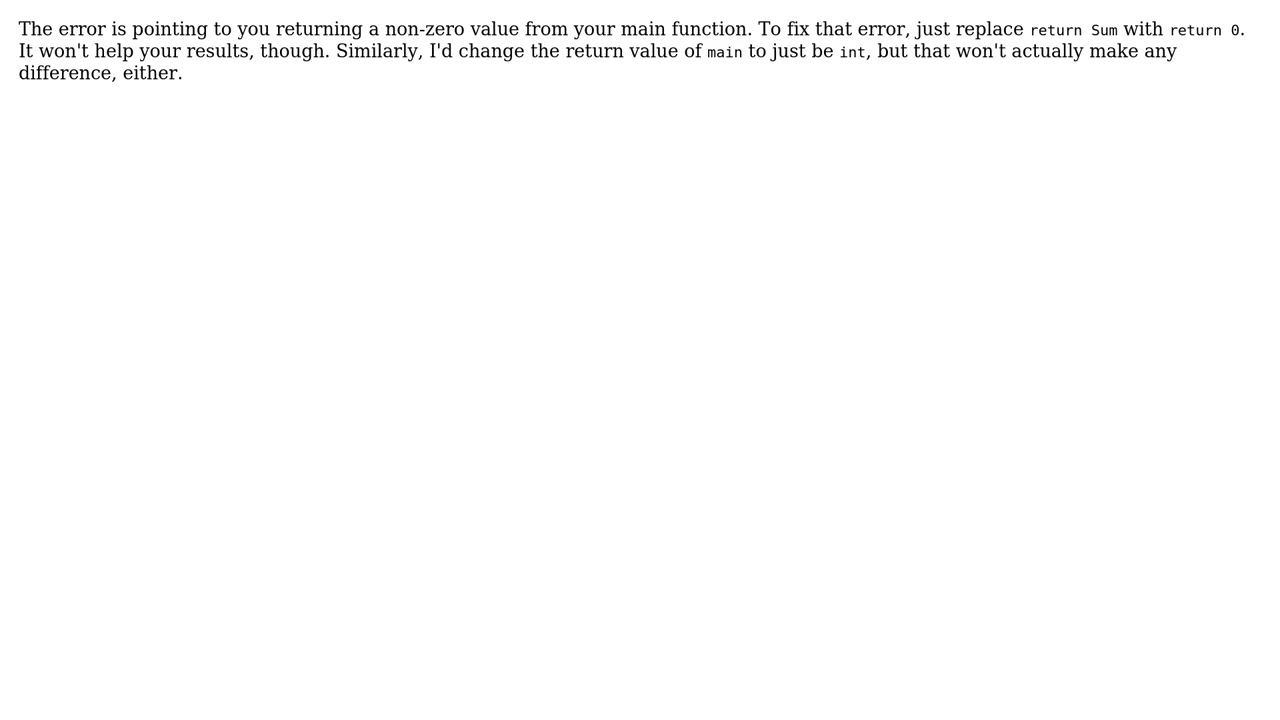 The error is pointing to you returning a non-zero value from your main function. To fix that error, just replace return Sum with return 0.
It won't help your results, though. Similarly, I'd change the return value of main to just be int, but that won't actually make any
difference, either.